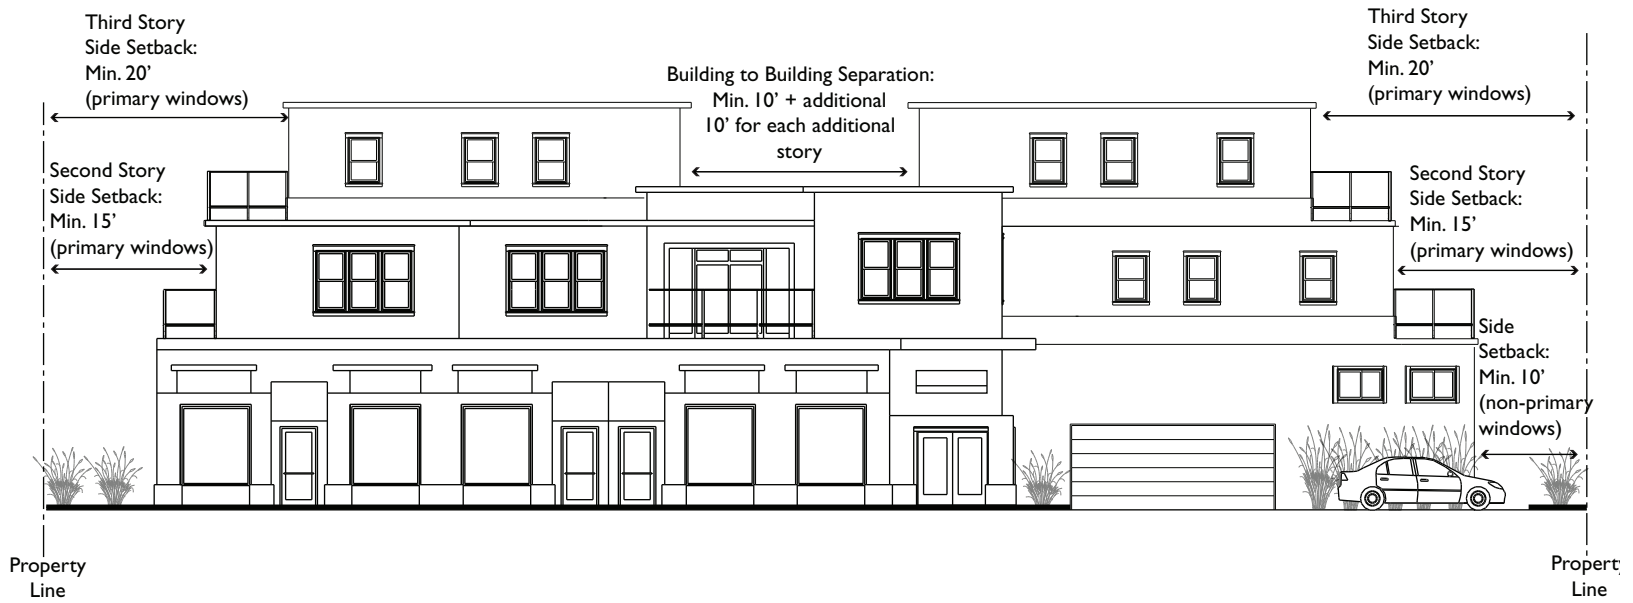 Third Story
Side Setback:
Min. 20’
(primary windows)
Second Story
Side Setback:
Min. 15’
(primary windows)
Building to Building Separation:
Min. 10’ + additional
10’ for each additional
story
Third Story
Side Setback:
Min. 20’
(primary windows)
Second Story
Side Setback:
Min. 15’
(primary windows)
Side
Setback:
Min. 10’
(non-primary
windows)
Property
Line
Property
Line